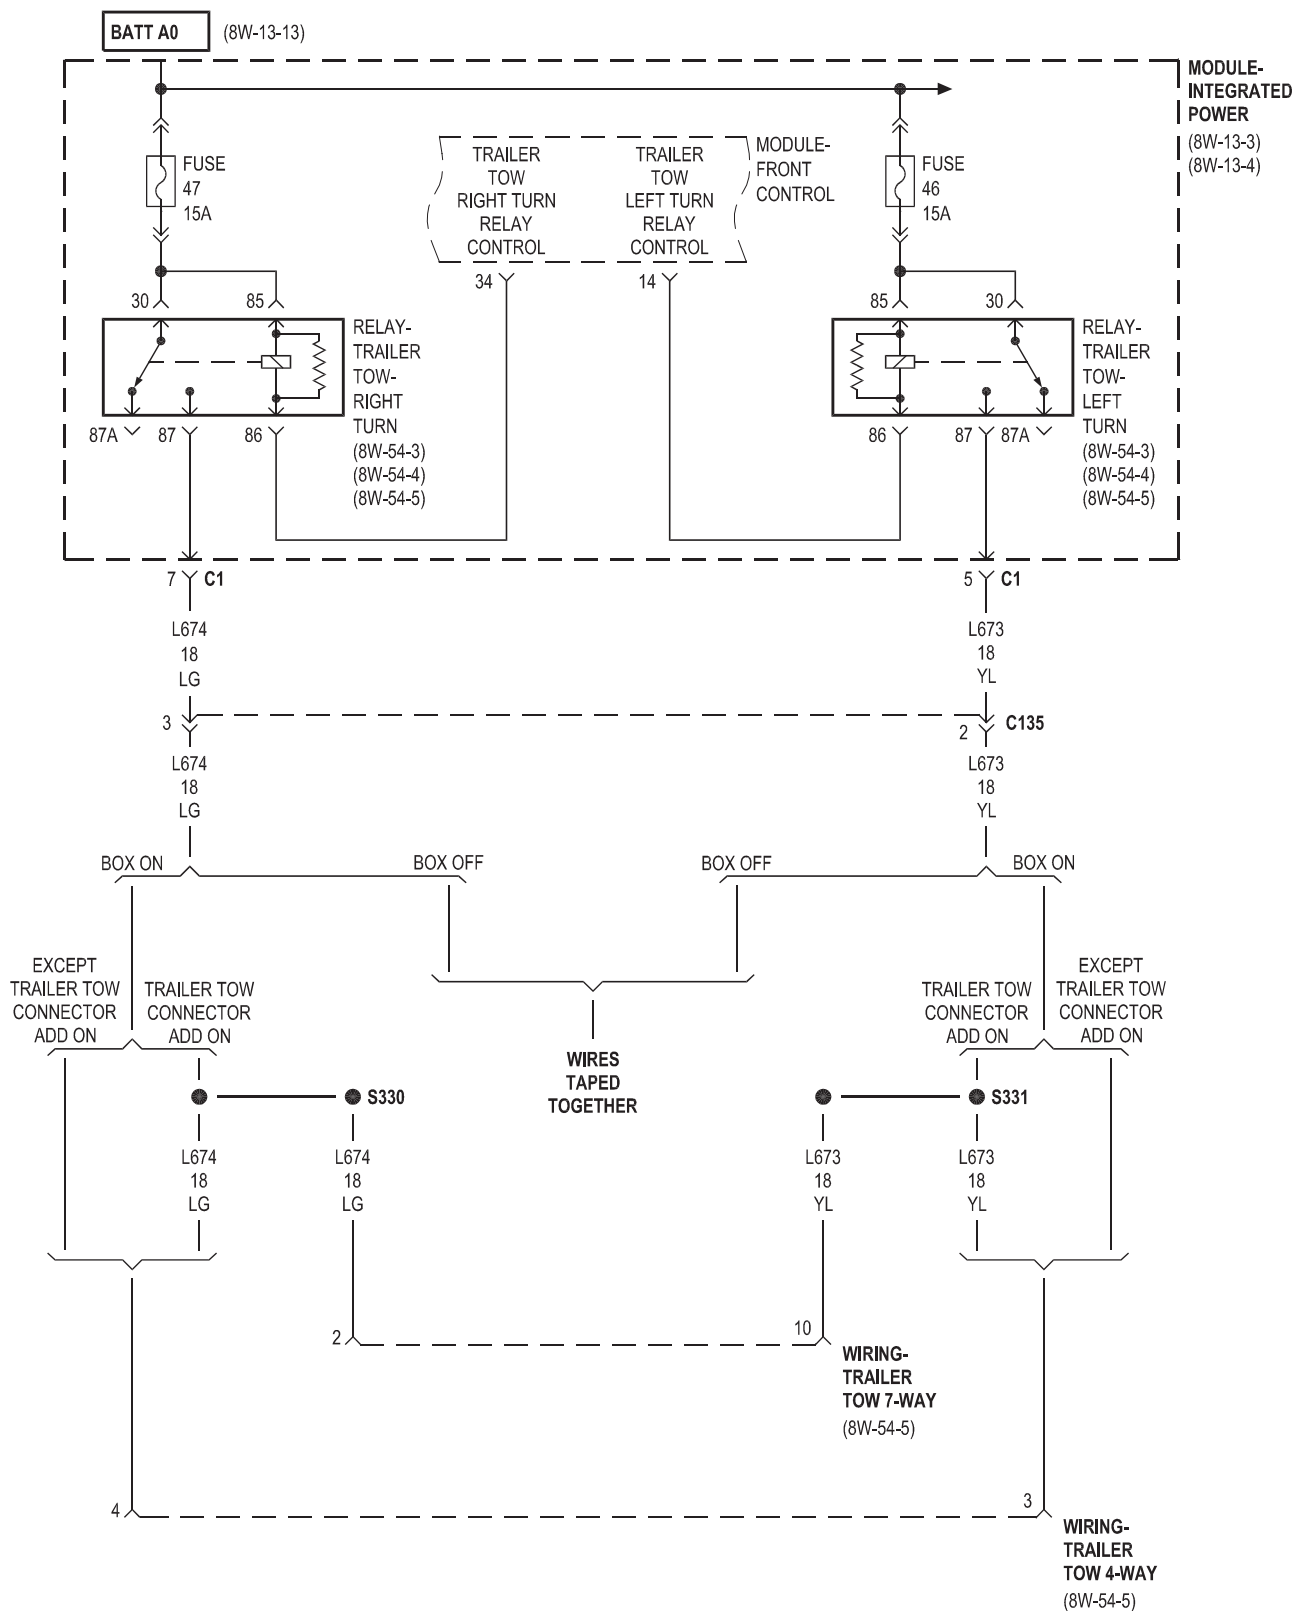 BATT A0
(8W-13-13)
MODULE-
INTEGRATED
POWER
(8W-13-3)
(8W-13-4)
FUSE
47
15A
TRAILER
TOW
RIGHT TURN
RELAY
CONTROL
TRAILER
TOW
LEFT TURN
RELAY
CONTROL
MODULE-
FRONT
CONTROL
FUSE
46
15A
34
14
30
85
85
30
RELAY-
TRAILER
TOW-
RIGHT
TURN
(8W-54-3)
(8W-54-4)
(8W-54-5)
RELAY-
TRAILER
TOW-
LEFT
TURN
(8W-54-3)
(8W-54-4)
(8W-54-5)
87A
87
86
86
87
87A
7
C1
5
C1
L674
18
LG
L673
18
YL
3
2
C135
L674
18
LG
L673
18
YL
BOX ON
BOX OFF
BOX OFF
BOX ON
EXCEPT
TRAILER TOW
CONNECTOR
ADD ON
TRAILER TOW
CONNECTOR
ADD ON
WIRES
TAPED
TOGETHER
TRAILER TOW
CONNECTOR
ADD ON
EXCEPT
TRAILER TOW
CONNECTOR
ADD ON
S330
S331
L674
18
LG
L674
18
LG
L673
18
YL
L673
18
YL
2
10
WIRING-
TRAILER
TOW 7-WAY
(8W-54-5)
4
3
WIRING-
TRAILER
TOW 4-WAY
(8W-54-5)